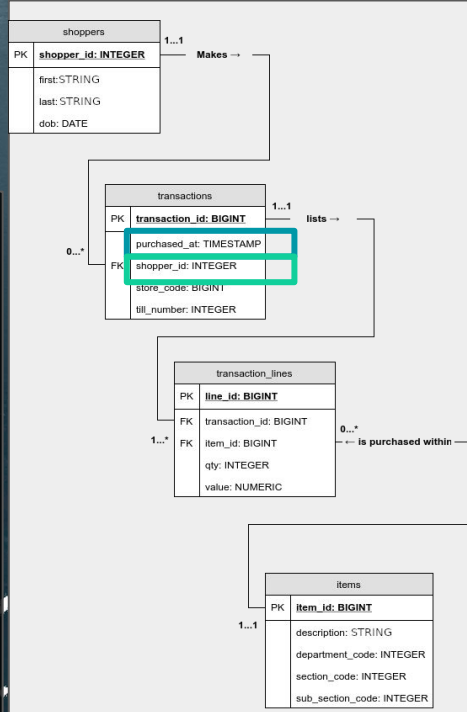 shoppers
1...1
PK shopper_id: INTEGER
Makes →
first:STRING
last: STRING
dob: DATE
transactions
1...1
PK transaction_id: BIGINT
lists →
purchased_at: TIMESTAMP
0...*
FK shopper_id: INTEGER
store_code: BIGINT
till_number: INTEGER
transaction_lines
PK line_id: BIGINT
FK transaction_id: BIGINT
0...*
1...*
FK item_id: BIGINT
← is purchased within
qty: INTEGER
value: NUMERIC
items
PK item_id: BIGINT
1...1
description: STRING
department_code: INTEGER
section_code: INTEGER
sub_section_code: INTEGER